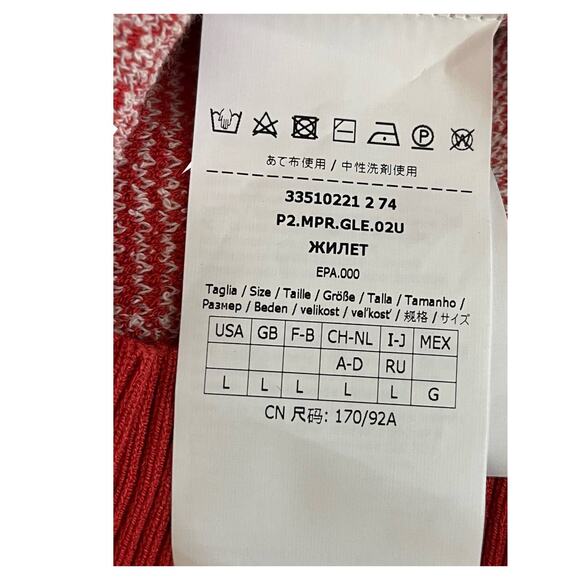 あて布使用 / 中性洗剤使用
33510221 2 74
P2.MPR.GLE.02U
ЖИЛЕТ
EPA.000
Taglia / Size / Taille / Größe / Talla / Tamanho /
Размер / Beden / velikost / veľkosť / 规格 / サイズ
USA GB F-B CH-NL I-J MEX
A-D RU
L L L L L G
CN 尺码: 170/92A